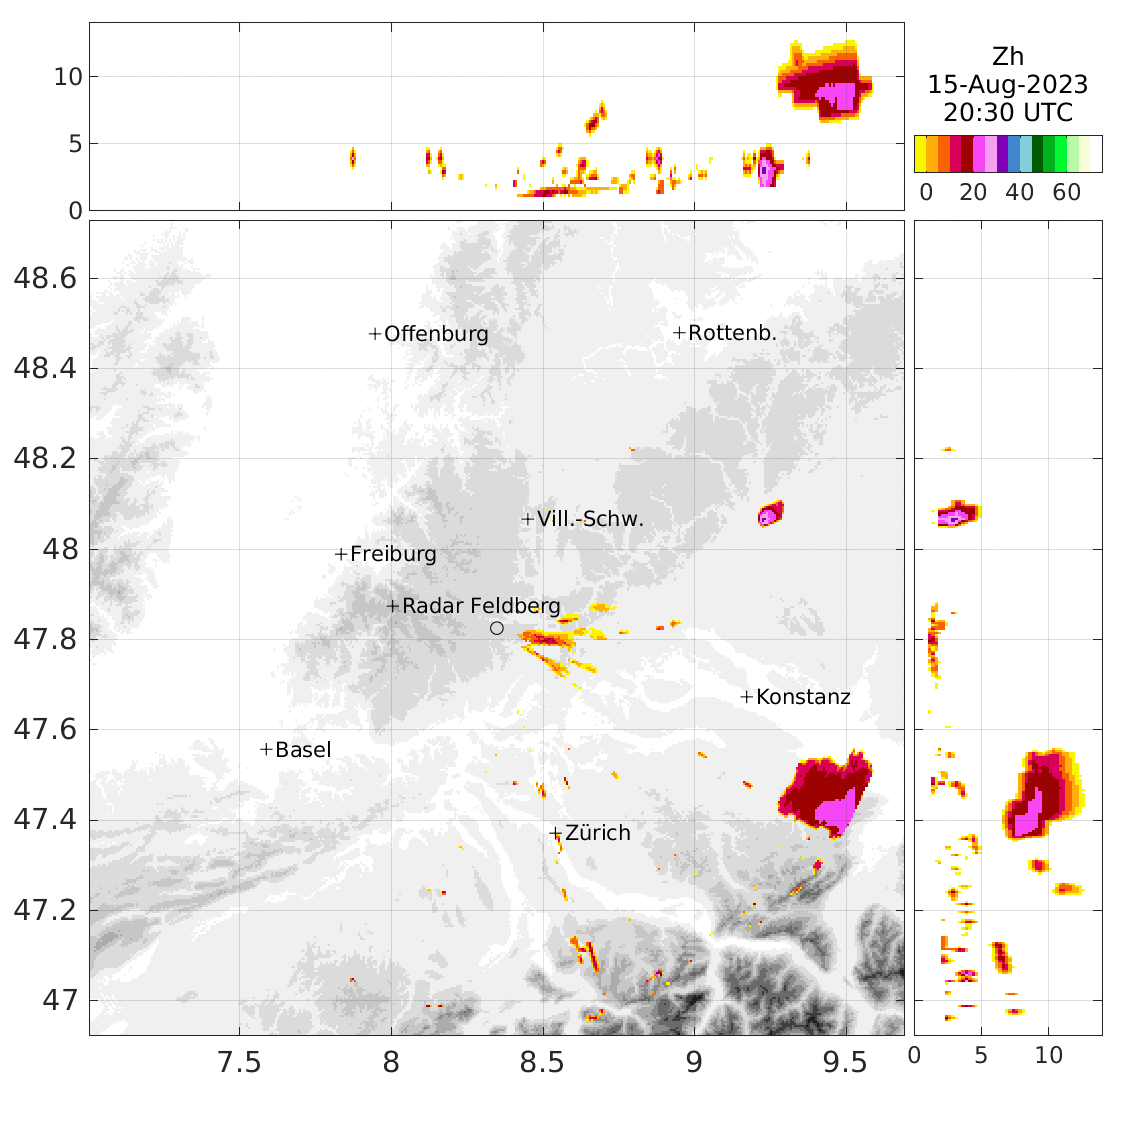 10
5
0
Zh
15-Aug-2023
20:30 UTC
0 20 40 60
48.6
48.4
48.2
48
47.8
47.6
47.4
47.2
47
+Offenburg
+Rottenb.
+Vill.-Schw.
+Freiburg
+Radar Feldberg
+Konstanz
+Basel
+Zürich
7.5 8 8.5 9 9.5
0 5 10